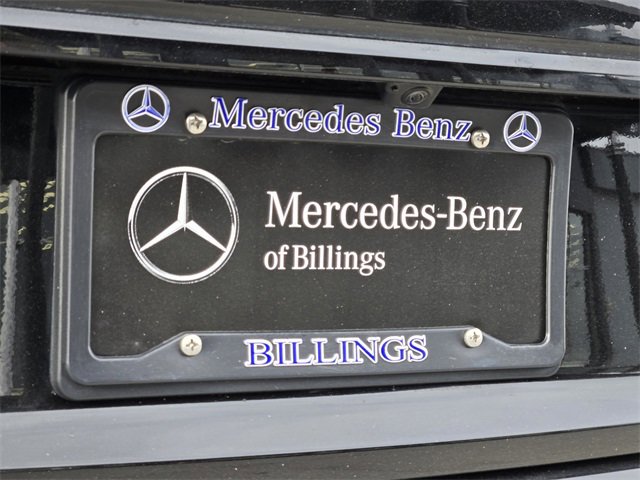 Mercedes Benz
Mercedes-Benz
of Billings
BILLINGS